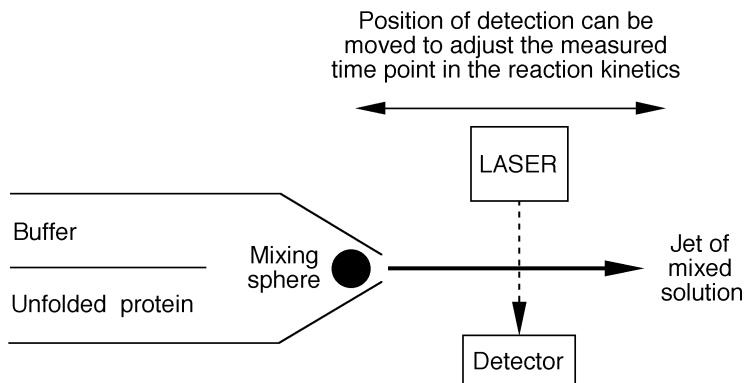 Position of detection can be
moved to adjust the measured
time point in the reaction kinetics
LASER
Buffer
Mixing
sphere
Unfolded protein
Jet of
mixed
solution
Detector